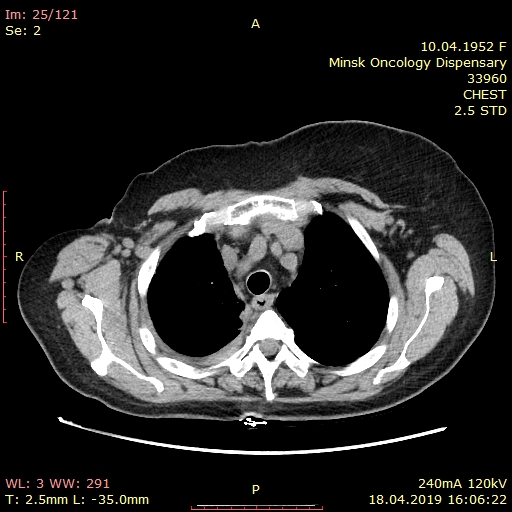 Im: 25/121
Se: 2
A
10.04.1952 F
Minsk Oncology Dispensary
33960
CHEST
2.5 STD
R
L
WL: 3 WW: 291
T: 2.5mm L: -35.0mm
P
240mA 120kV
18.04.2019 16:06:22